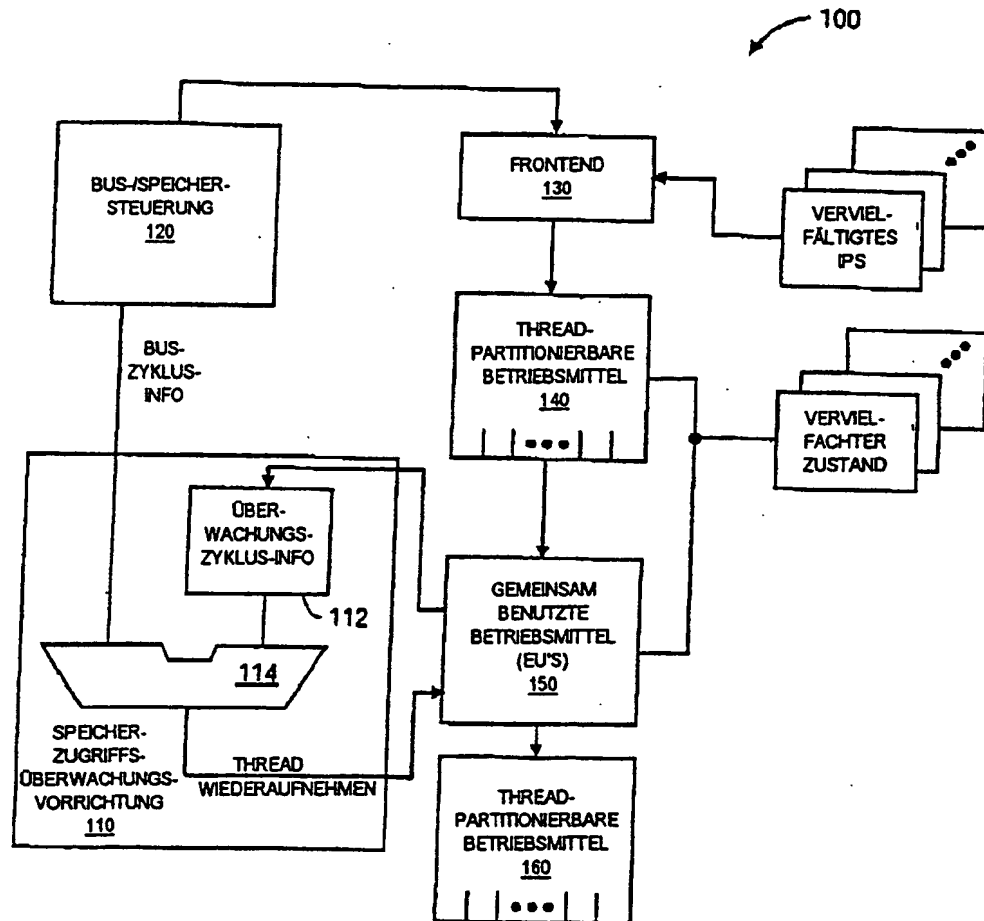 100
BUS-/SPEICHER-
STEUERUNG
120
FRONTEND
130
VERVIEL-
FÄLTIGTES
IPS
BUS-
ZYKLUS-
INFO
THREAD-
PARTITIONIERBARE
BETRIEBSMITTEL
140
VERVIEL-
FACHTER
ZUSTAND
ÜBER-
WACHUNGS-
ZYKLUS-INFO
112
114
GEMEINSAM
BENUTZTE
BETRIEBSMITTEL
(EU'S)
150
SPEICHER-
ZUGRIFFS-
ÜBERWACHUNGS-
VORRICHTUNG
110
THREAD
WIEDERAUFNEHMEN
THREAD-
PARTITIONIERBARE
BETRIEBSMITTEL
160